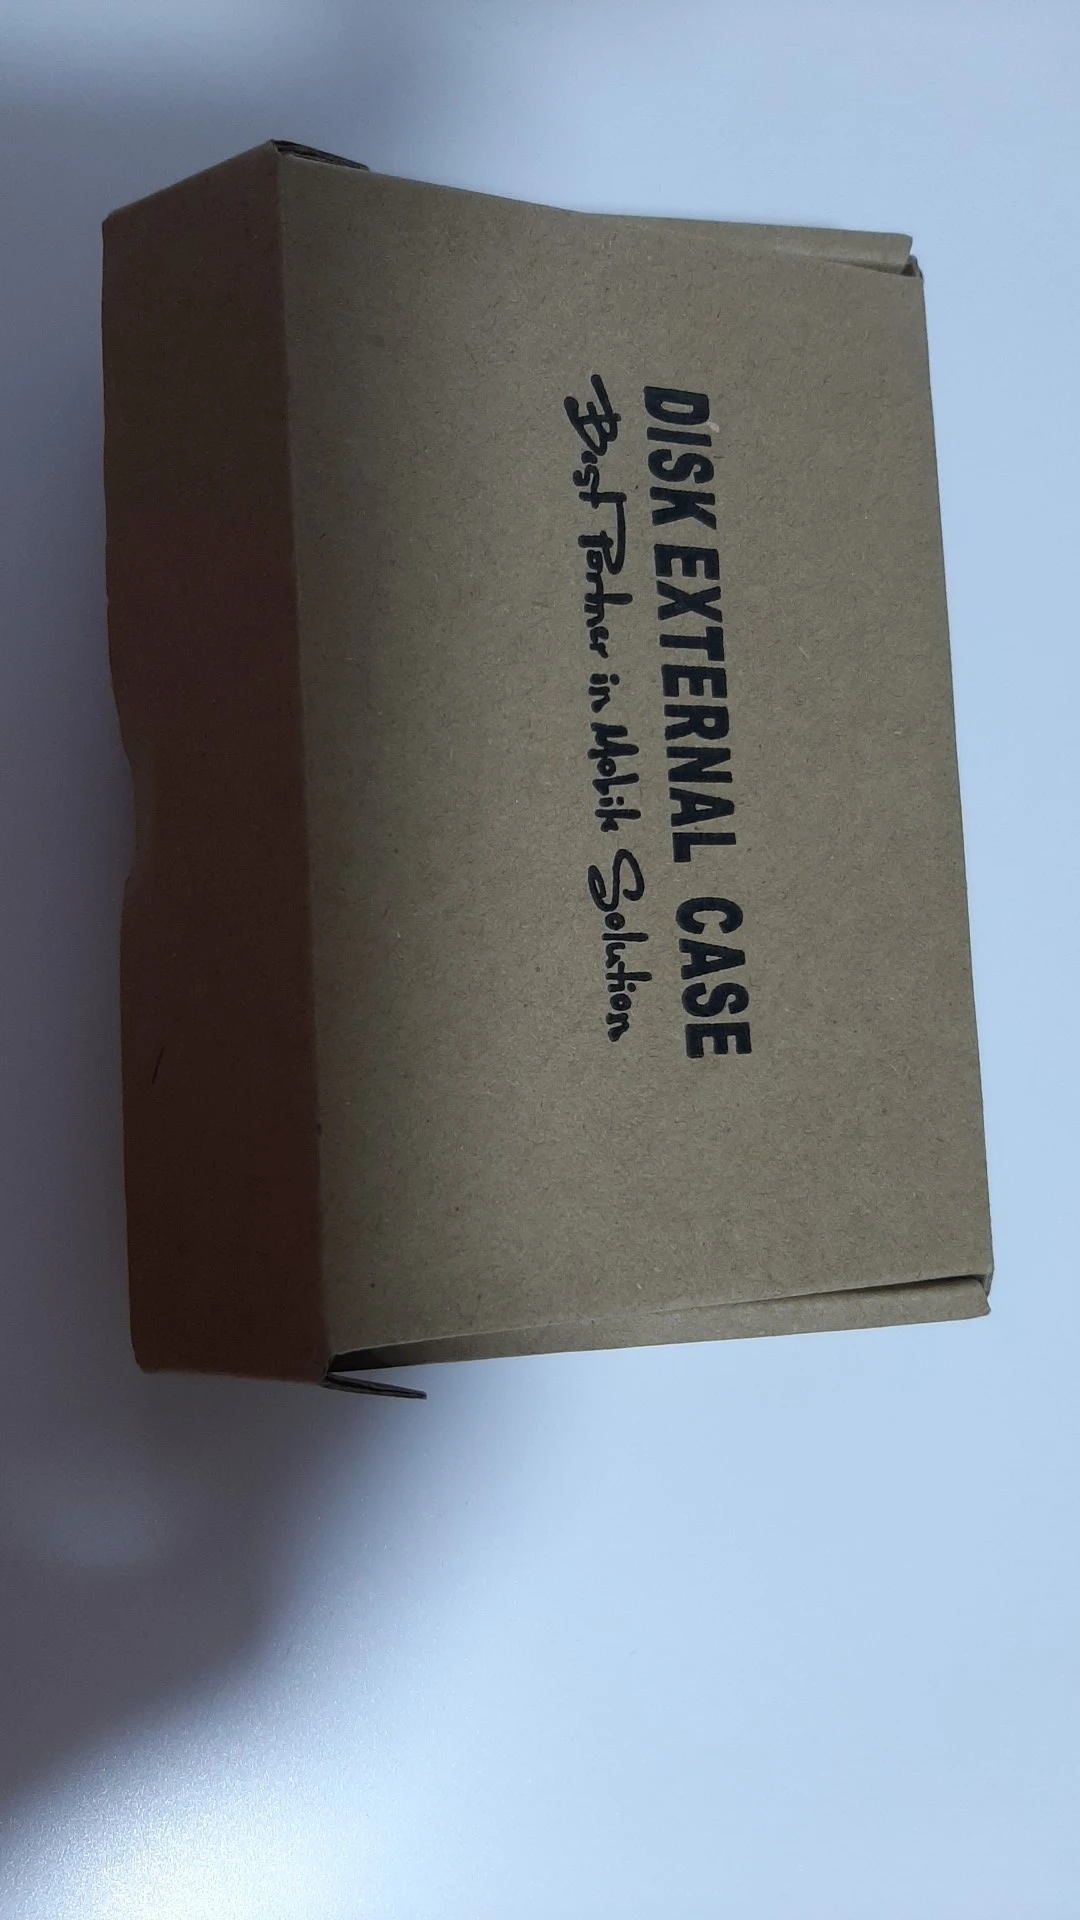 DISK EXTERNAL CASE
Best Partner in Mobile Solution